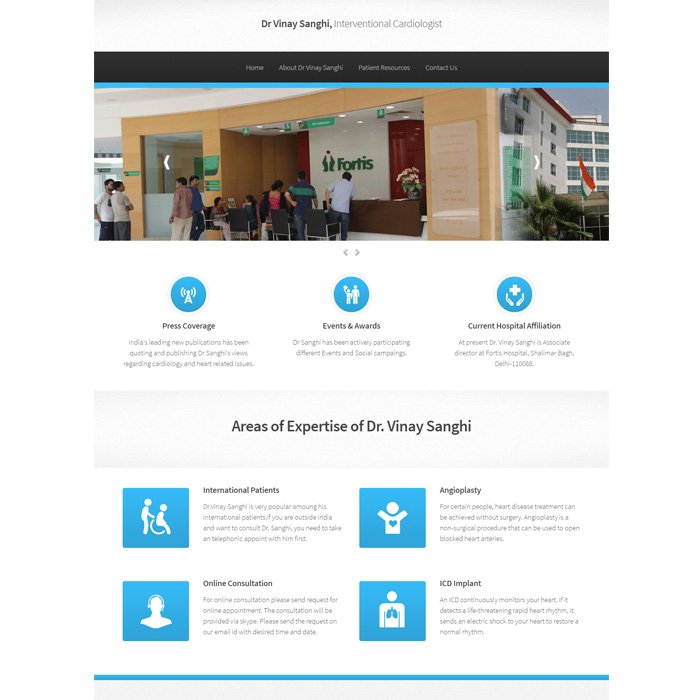 Dr Vinay Sanghi, Interventional Cardiologist
Home About Dr Vinay Sanghi Patient Resources Contact Us
4
4
5
Fortis
Press Coverage
India's leading new publications has been
quoting and publishing Dr Sanghi's views
regarding cardiology and heart related issues.
Events & Awards
Dr Sanghi has been actively participating
different Events and Social campaings.
Current Hospital Affiliation
At present Dr. Vinay Sanghi is Associate
director at Fortis Hospital, Shalimar Bagh,
Delhi-110088.
Areas of Expertise of Dr. Vinay Sanghi
International Patients
Dr.Vinay Sanghi is very popular amoung his
international patients.If you are outside India
and want to consult Dr. Sanghi, you need to take
an telephonic appoint with him first.
Angioplasty
For certain people, heart disease treatment can
be achieved without surgery. Angioplasty is a
non-surgical procedure that can be used to open
blocked heart arteries.
Online Consultation
For online consultation please send request for
online appointment. The consultation will be
provided via skype. Please send the request on
our email id with desired time and date.
ICD Implant
An ICD continuously monitors your heart. If it
detects a life-threatening rapid heart rhythm, it
sends an electric shock to your heart to restore a
normal rhythm.